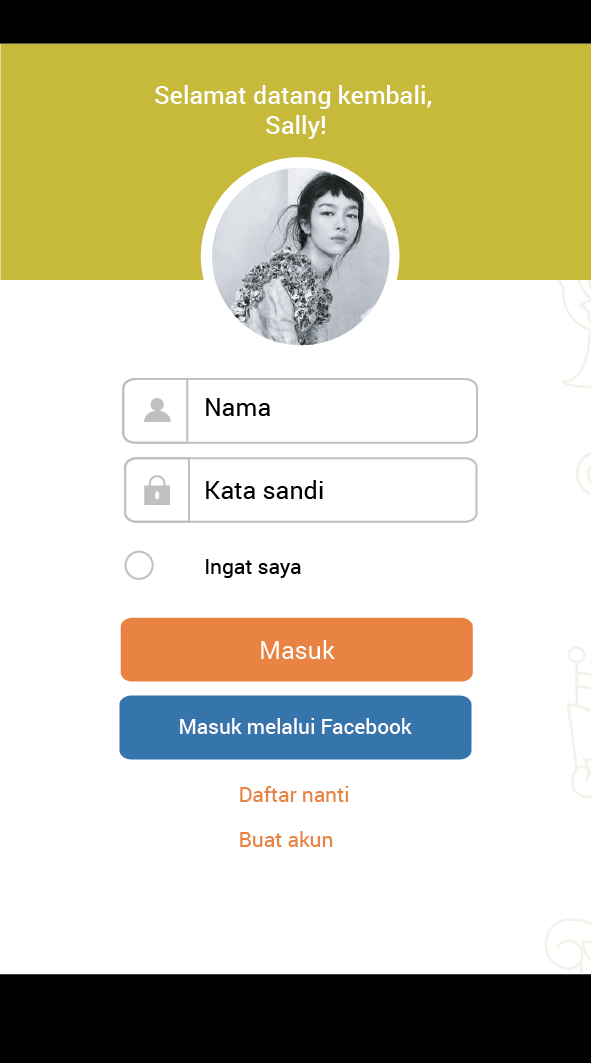 Selamat datang kembali,
Sally!
Nama
Kata sandi
Ingat saya
Masuk
Masuk melalui Facebook
Daftar nanti
Buat akun